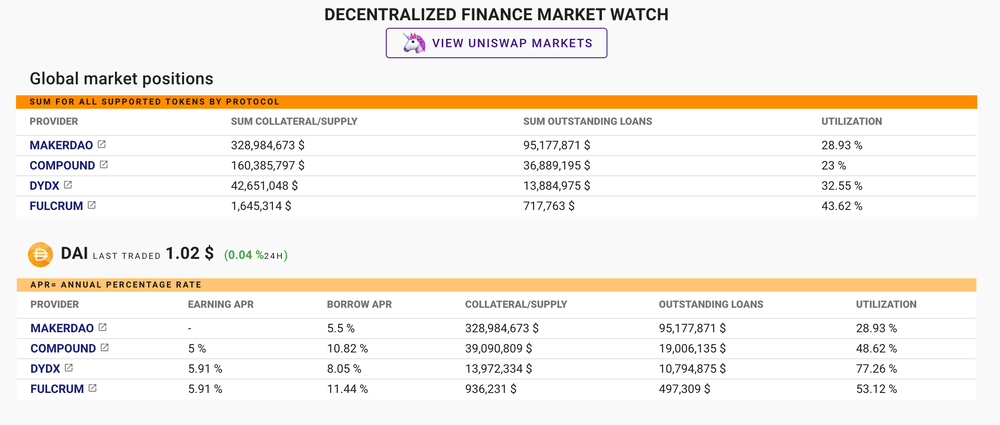 DECENTRALIZED FINANCE MARKET WATCH
VIEW UNISWAP MARKETS
Global market positions
SUM FOR ALL SUPPORTED TOKENS BY PROTOCOL
PROVIDER SUM COLLATERAL/SUPPLY SUM OUTSTANDING LOANS UTILIZATION
MAKERDAO 328,984,673 $ 95,177,871 $ 28.93 %
COMPOUND 160,385,797 $ 36,889,195 $ 23 %
DYDX 42,651,048 $ 13,884,975 $ 32.55 %
FULCRUM 1,645,314 $ 717,763 $ 43.62 %
DAI LAST TRADED 1.02 $ (0.04 %24H)
APR= ANNUAL PERCENTAGE RATE
PROVIDER EARNING APR BORROW APR COLLATERAL/SUPPLY OUTSTANDING LOANS UTILIZATION
MAKERDAO - 5.5 % 328,984,673 $ 95,177,871 $ 28.93 %
COMPOUND 5 % 10.82 % 39,090,809 $ 19,006,135 $ 48.62 %
DYDX 5.91 % 8.05 % 13,972,334 $ 10,794,875 $ 77.26 %
FULCRUM 5.91 % 11.44 % 936,231 $ 497,309 $ 53.12 %